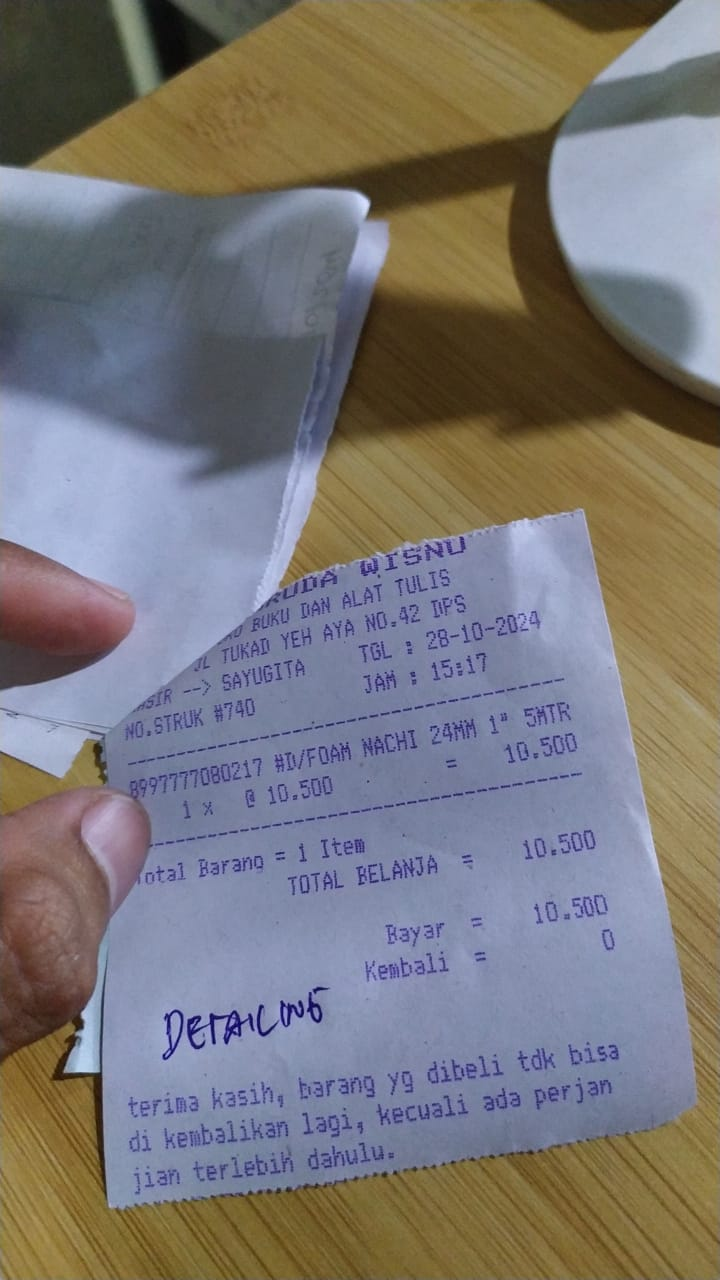 WISNU
BUKU DAN ALAT TULIS
JL TUKAD YEH AYA NO.42 DPS
--> SAYUGITA TGL : 28-10-2024
NO.STRUK #740 JAM : 15:17
8997777080217 #D/FOAM NACHI 24MM 1" 5MTR
1 x @ 10.500 = 10.500
Total Barang = 1 Item
TOTAL BELANJA = 10.500
Bayar = 10.500
Kembali = 0
DETAILING
terima kasih, barang yg dibeli tdk bisa
di kembalikan lagi, kecuali ada perjan
jian terlebih dahulu.